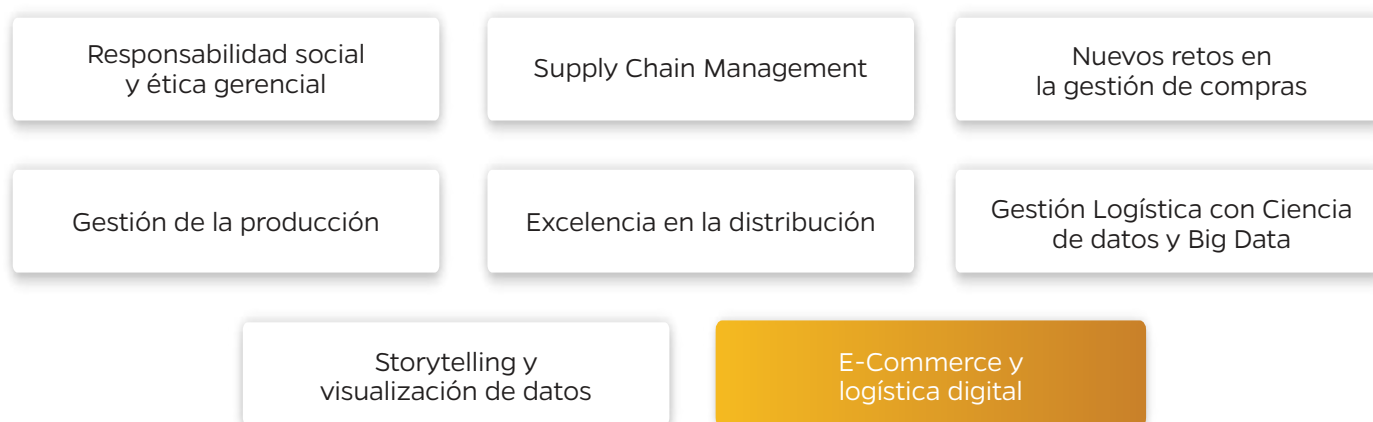 Responsabilidad social
y ética gerencial
Supply Chain Management
Nuevos retos en
la gestión de compras
Gestión de la producción
Excelencia en la distribución
Gestión Logística con Ciencia
de datos y Big Data
Storytelling y
visualización de datos
E-Commerce y
logística digital